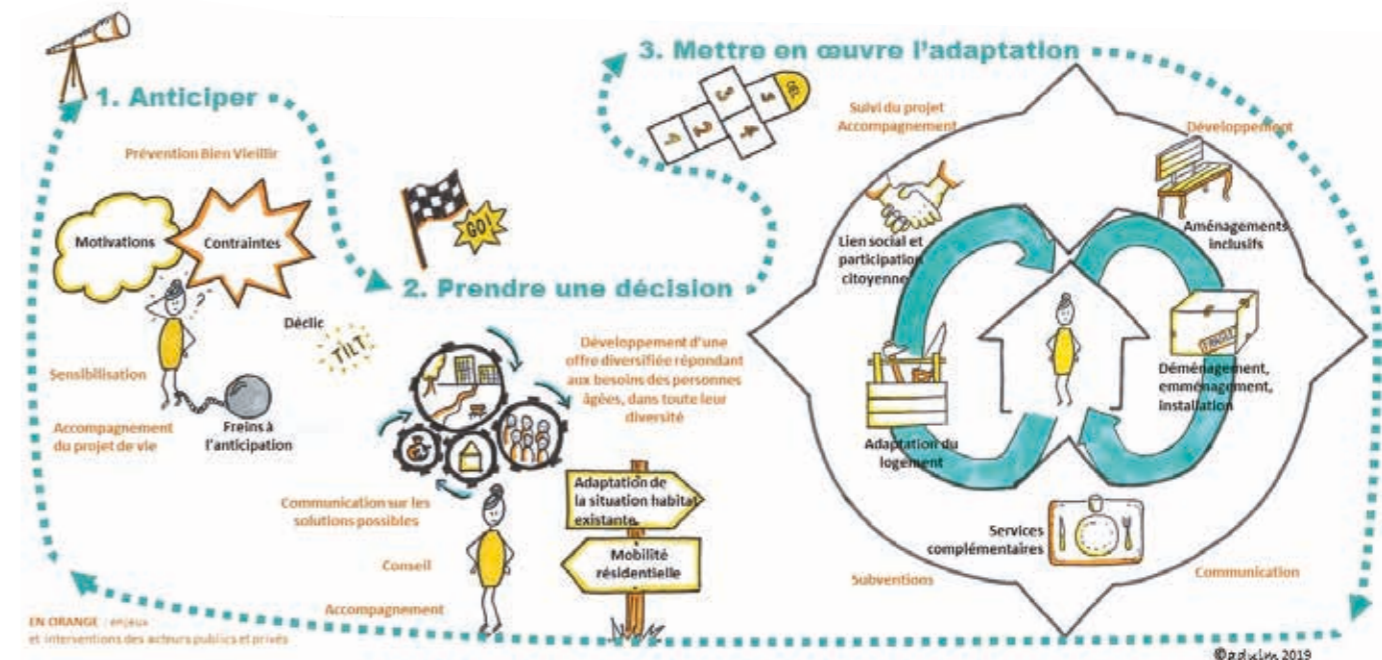 1. Anticiper
Prévention Bien Vieillir
Motivations
Contraintes
?
Déclic
TILT
Sensibilisation
Accompagnement
du projet de vie
Freins à
l'anticipation
GO!
2. Prendre une décision
Développement d'une
offre diversifiée répondant
aux besoins des personnes
âgées, dans toute leur
diversité
Communication sur les
solutions possibles
Conseil
Accompagnement
Adaptation de
la situation habitat
existante
Mobilité
résidentielle
3. Mettre en œuvre l'adaptation
1
2
3
4
5
Suivi du projet
Accompagnement
Développement
Lien social et
participation
citoyenne
Aménagements
inclusifs
FRAGILE
Déménagement,
emménagement,
installation
Adaptation du
logement
Services
complémentaires
Subventions
Communication
EN ORANGE : enjeux
et interventions des acteurs publics et privés
2019